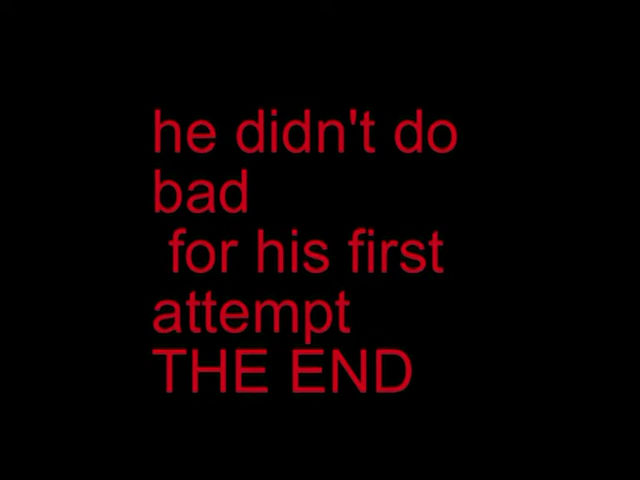 he didn't do
bad
for his first
attempt
THE END